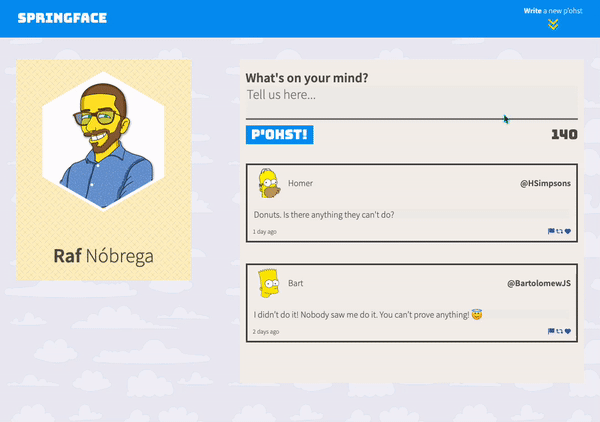 SPRINGFACE
Write a new p'ohst
What's on your mind?
Tell us here...
P'OHST!
140
Raf Nóbrega
Homer
@HSimpsons
Donuts. Is there anything they can't do?
1 day ago
Bart
@BartolomewJS
I didn't do it! Nobody saw me do it. You can't prove anything! 😇
2 days ago